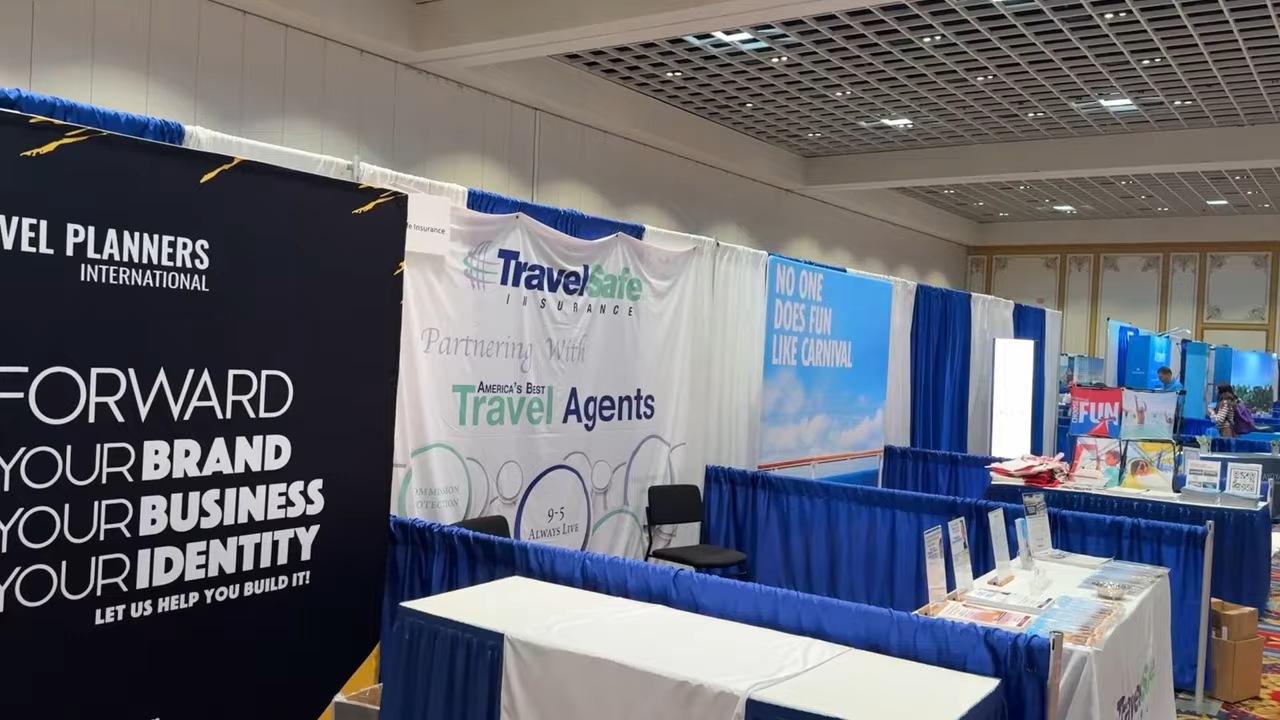 VEL PLANNERS
INTERNATIONAL
FORWARD
YOUR BRAND
YOUR BUSINESS
YOUR IDENTITY
LET US HELP YOU BUILD IT!
fe Insurance
TravelSafe
INSURANCE
Partnering With
AMERICA'S BEST
Travel Agents
9-5
ALWAYS LIVE
NO ONE
DOES FUN
LIKE CARNIVAL
FUN